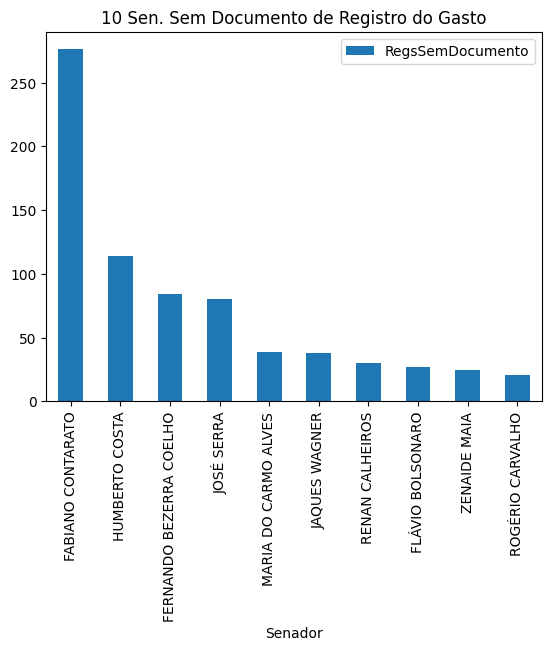 10 Sen. Sem Documento de Registro do Gasto
RegsSemDocumento
250
200
150
100
50
0
FABIANO CONTARATO
HUMBERTO COSTA
FERNANDO BEZERRA COELHO
JOSÉ SERRA
MARIA DO CARMO ALVES
JAQUES WAGNER
RENAN CALHEIROS
FLÁVIO BOLSONARO
ZENAIDE MAIA
ROGÉRIO CARVALHO
Senador